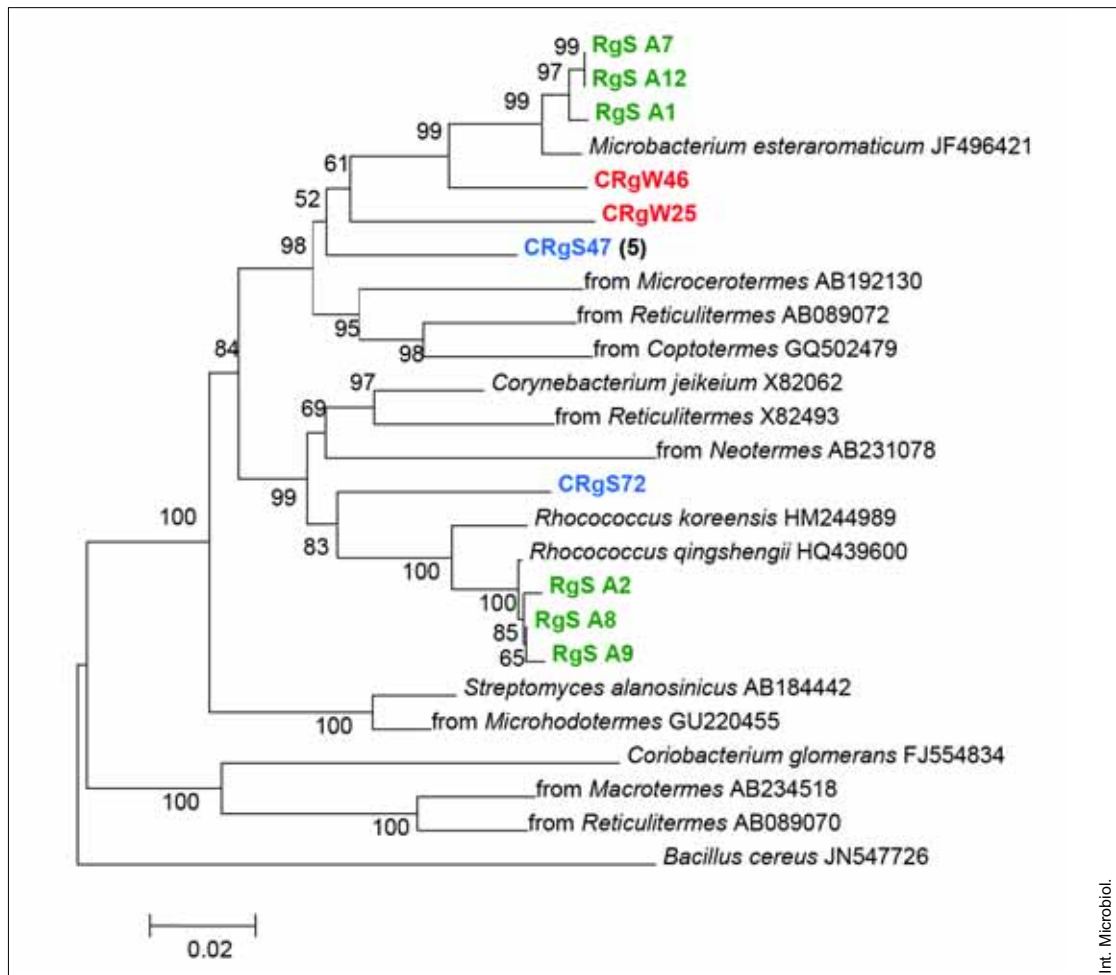 99 RgS A7
97 RgS A12
99 RgS A1
99 Microbacterium esteraromaticum JF496421
61 CRgW46
52 CRgW25
98 CRgS47 (5)
from Microcerotermes AB192130
95 from Reticulitermes AB089072
84 98 from Coptotermes GQ502479
97 Corynebacterium jeikeium X82062
69 from Reticulitermes X82493
from Neotermes AB231078
99 CRgS72
100 Rhococcus koreensis HM244989
83 Rhococcus qingshengii HQ439600
100
100 RgS A2
85 RgS A8
65 RgS A9
Streptomyces alanosinicus AB184442
100 from Microhodotermes GU220455
Coriobacterium glomerans FJ554834
100 from Macrotermes AB234518
100 from Reticulitermes AB089070
Bacillus cereus JN547726
0.02
Int. Microbiol.